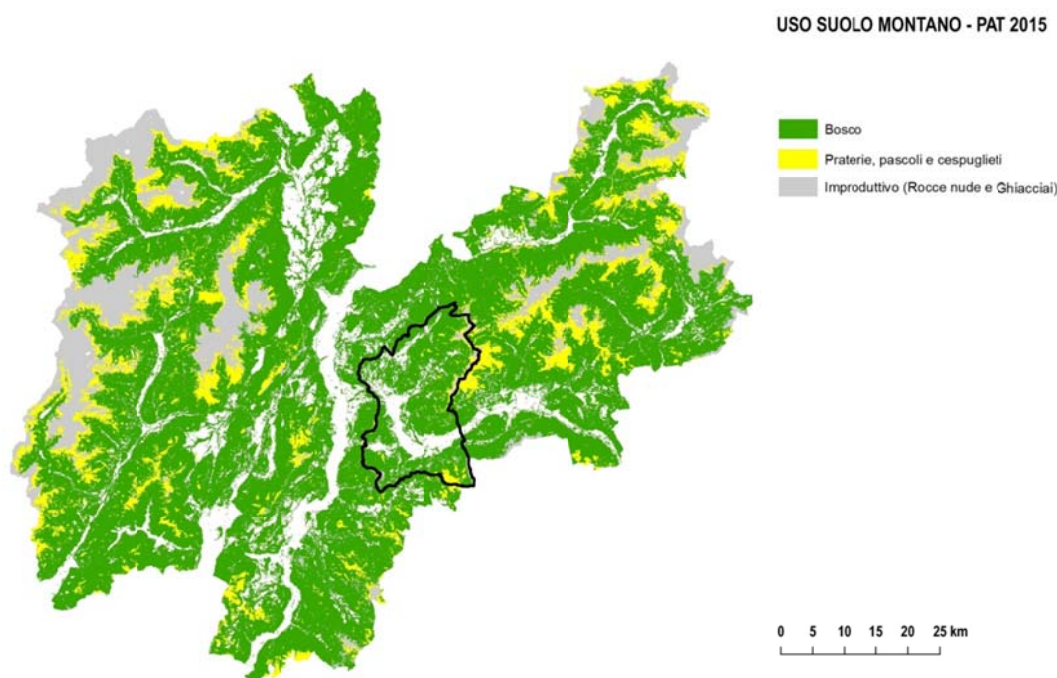 USO SUOLO MONTANO - PAT 2015
Bosco
Praterie, pascoli e cespuglieti
Improduttivo (Rocce nude e Ghiacciai)
0 5 10 15 20 25 km